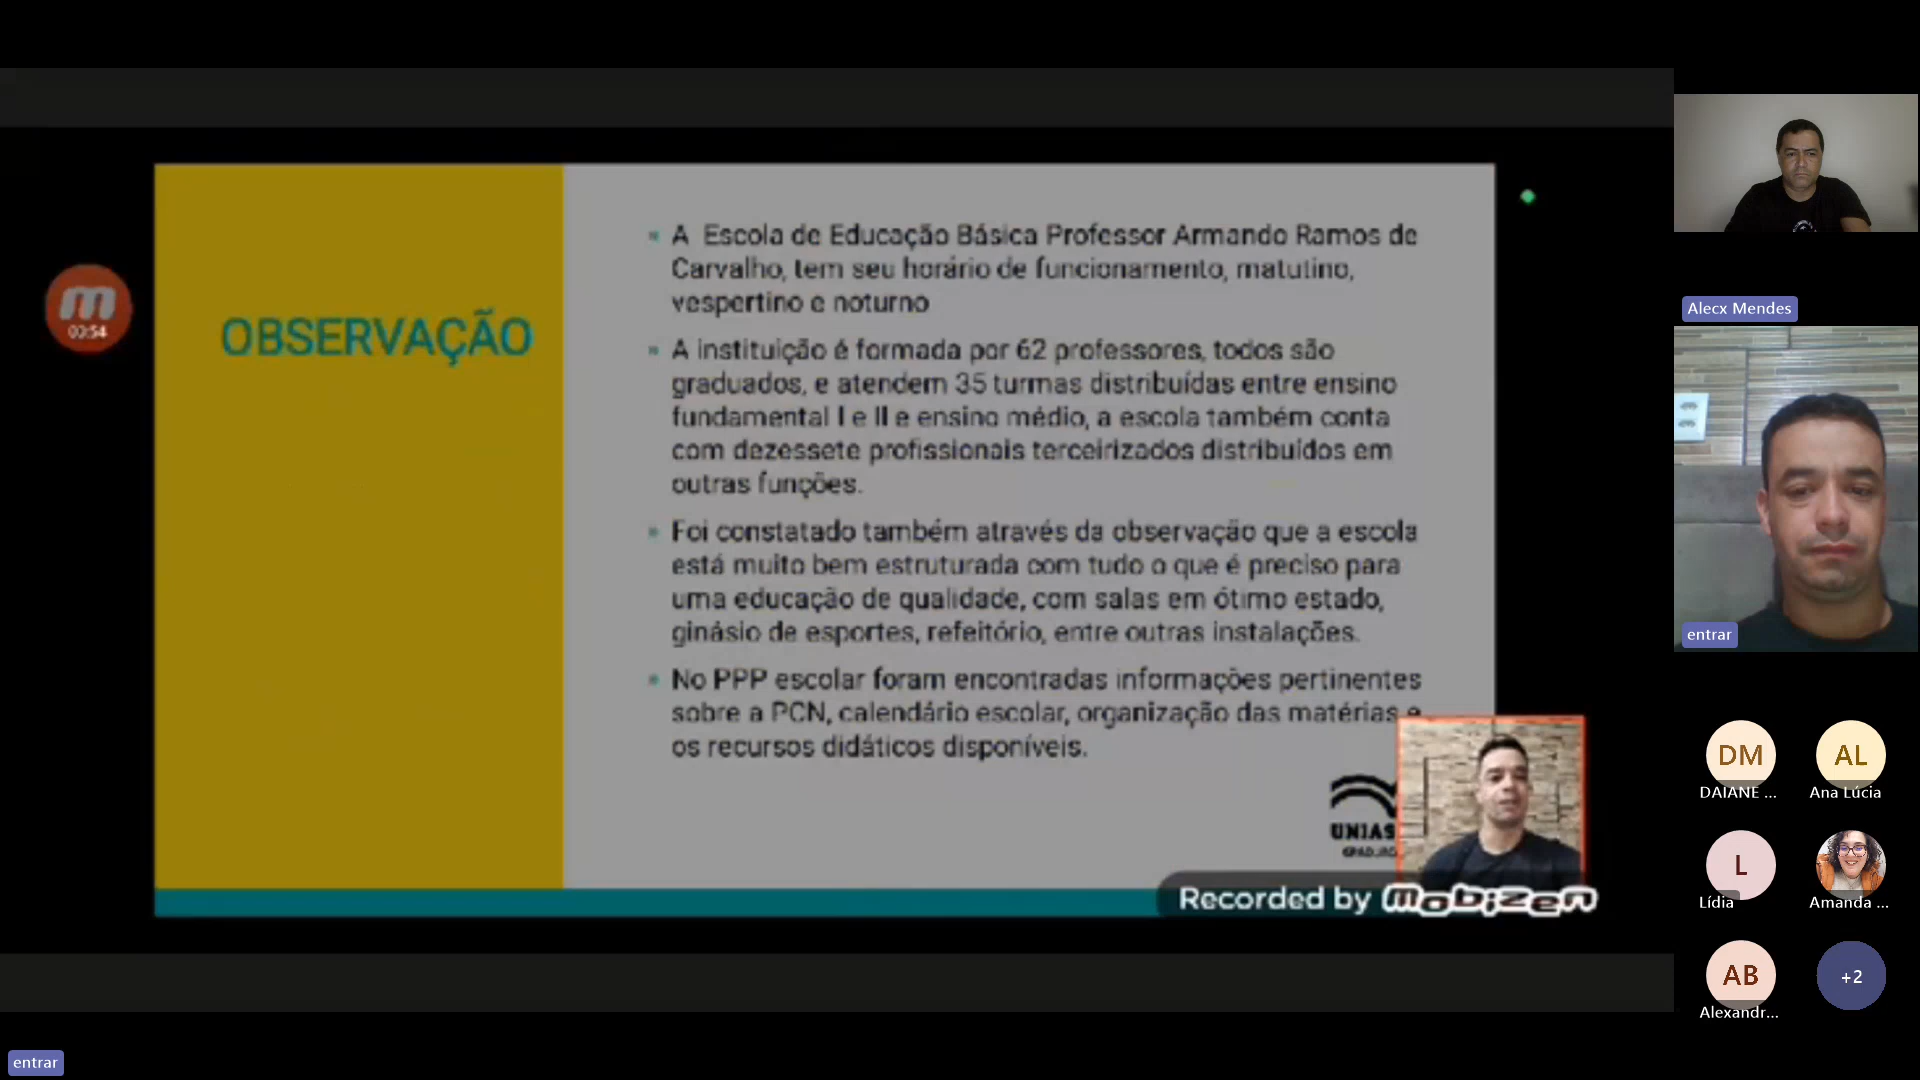 OBSERVAÇÃO
A Escola de Educação Básica Professor Armando Ramos de
Carvalho, tem seu horário de funcionamento, matutino,
vespertino e noturno
A instituição é formada por 62 professores, todos são
graduados, e atendem 35 turmas distribuídas entre ensino
fundamental I e II e ensino médio, a escola também conta
com dezessete profissionais terceirizados distribuídos em
outras funções.
Foi constatado também através da observação que a escola
está muito bem estruturada com tudo o que é preciso para
uma educação de qualidade, com salas em ótimo estado,
ginásio de esportes, refeitório, entre outras instalações.
No PPP escolar foram encontradas informações pertinentes
sobre a PCN, calendário escolar, organização das matérias e
os recursos didáticos disponíveis.
m
03:54
UNIAS
Recorded by mobizen
Alecx Mendes
entrar
DM
DAIANE ...
AL
Ana Lúcia
L
Lídia
Amanda ...
AB
Alexandr...
+2
entrar